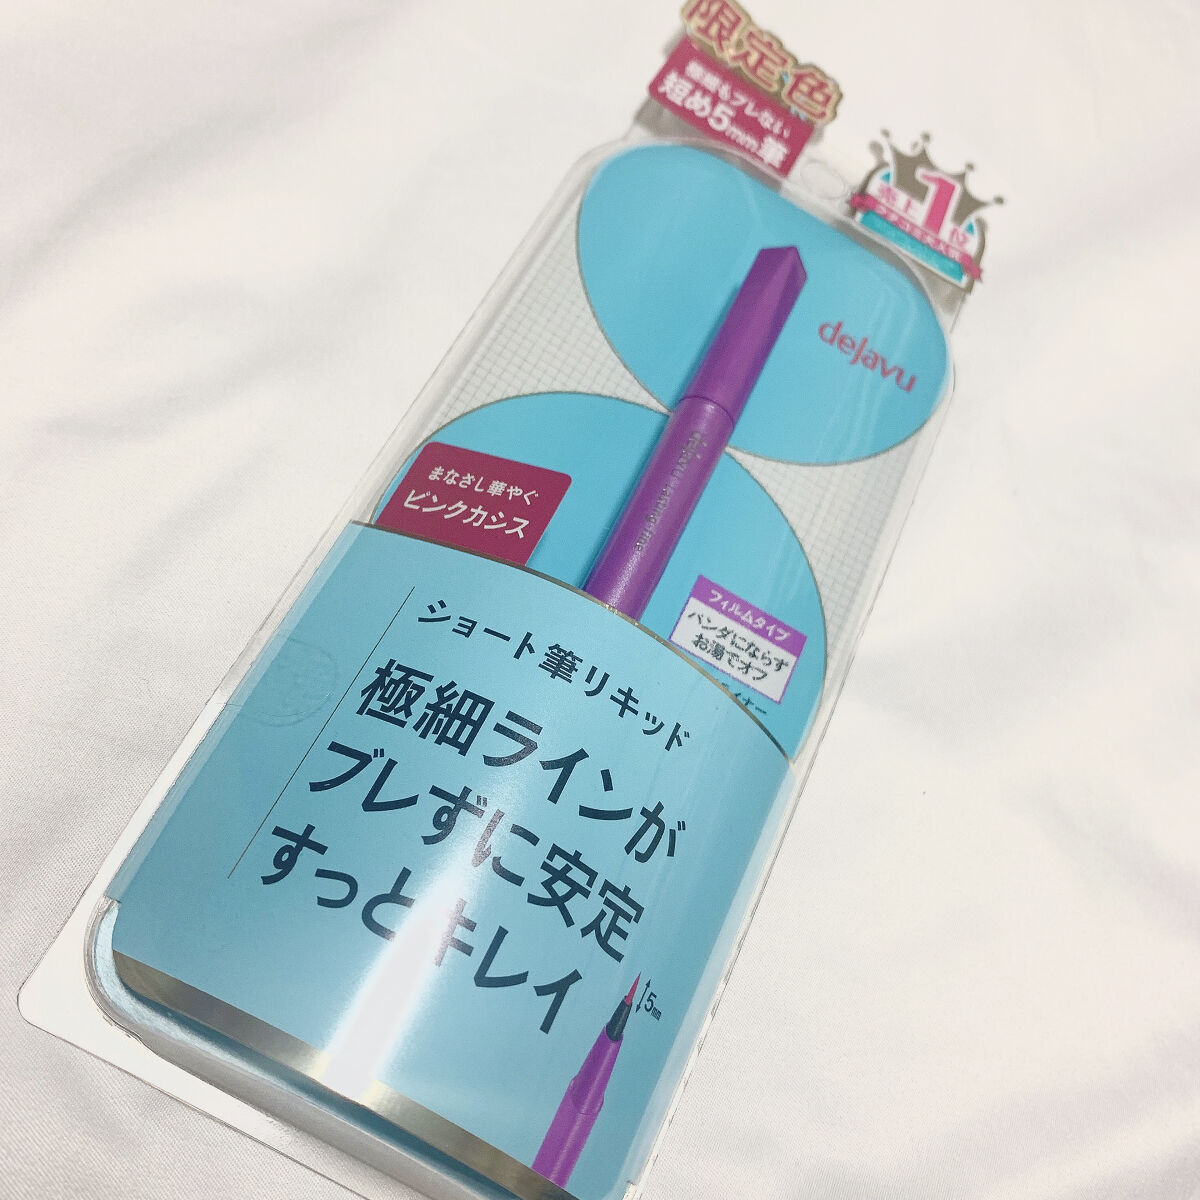 限定色
極細もブレない
短め5mm筆
売上1位
dejavu
まなざし華やぐ
ピンクカシス
フィルムタイプ
パンダにならず
お湯でオフ
ショート筆リキッド
極細ラインが
ブレずに安定
すっとキレイ
5mm